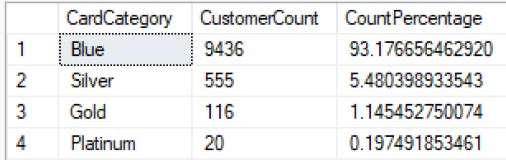 CardCategory CustomerCount CountPercentage
1 Blue 9436 93.176656462920
2 Silver 555 5.480398933543
3 Gold 116 1.145452750074
4 Platinum 20 0.197491853461